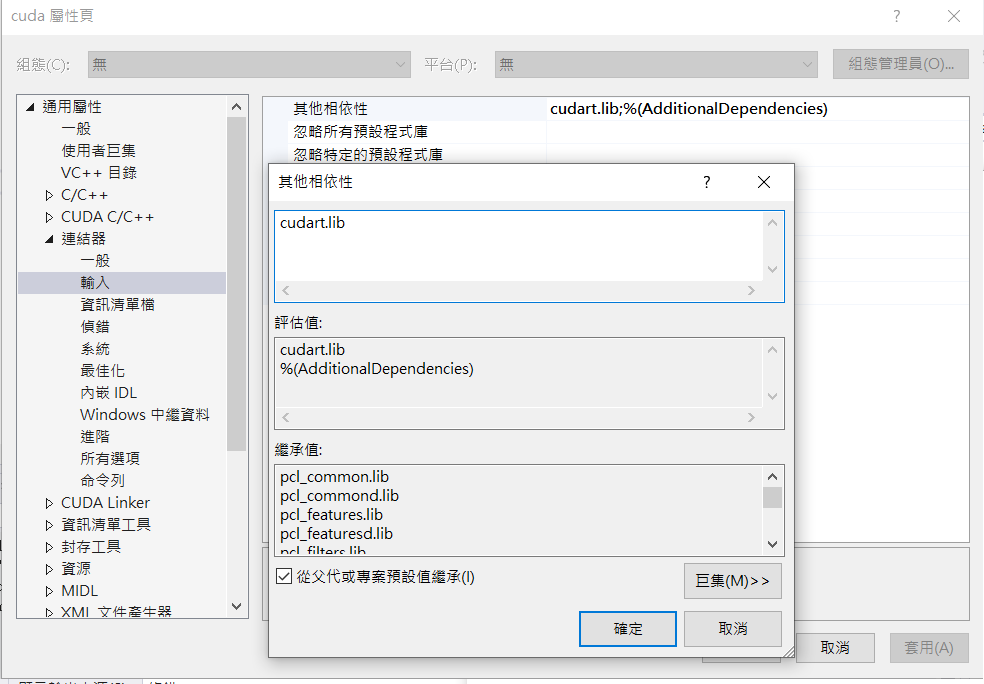 cuda 屬性頁
組態(C):
無
平台(P):
無
組態管理員(O)...
通用屬性
一般
使用者巨集
VC++ 目錄
C/C++
CUDA C/C++
連結器
一般
輸入
資訊清單檔
偵錯
系統
最佳化
內嵌 IDL
Windows 中繼資料
進階
所有選項
命令列
CUDA Linker
資訊清單工具
封存工具
資源
MIDL
XML 文件產生器
其他相依性
cudart.lib;%(AdditionalDependencies)
忽略所有預設程式庫
忽略特定的預設程式庫
其他相依性
cudart.lib
評估值:
cudart.lib
%(AdditionalDependencies)
繼承值:
pcl_common.lib
pcl_commond.lib
pcl_features.lib
pcl_featuresd.lib
pcl_filters.lib
從父代或專案預設值繼承(I)
巨集(M)>>
確定
取消
取消
套用(A)